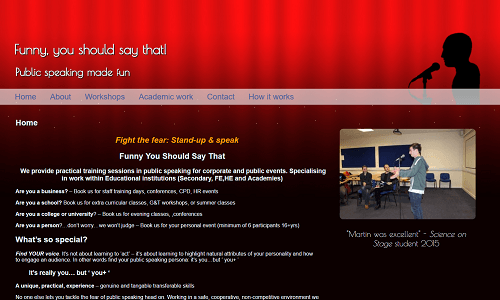 Funny, you should say that!
Public speaking made fun
Home About Workshops Academic work Contact How it works
Home
Fight the fear: Stand-up & speak
Funny You Should Say That
We provide practical training sessions in public speaking for corporate and public events. Specialising
in work within Educational institutions (Secondary, FE,HE and Academies)
Are you a business? – Book us for staff training days, conferences, CPD, HR events
Are you a school? Book us for extra curricular classes, G&T workshops, or summer classes
Are you a college or university? – Book us for evening classes, ,conferences
Are you a person?...don't worry... we won't judge – Book us for your personal event (minimum of 6 participants 16+yrs)
What's so special?
Find YOUR voice. It's not about learning to 'act' – it's about learning to highlight natural attributes of your personality and how
to engage an audience. In other words find your public speaking persona; it's you...but " you+"
It's really you... but " you+ "
A unique, practical, experience – genuine and tangible transferable skills
No one else lets you tackle the fear of public speaking head on. Working in a safe, cooperative, non-competitive environment we
"Martin was excellent" - Science on
Stage student 2015